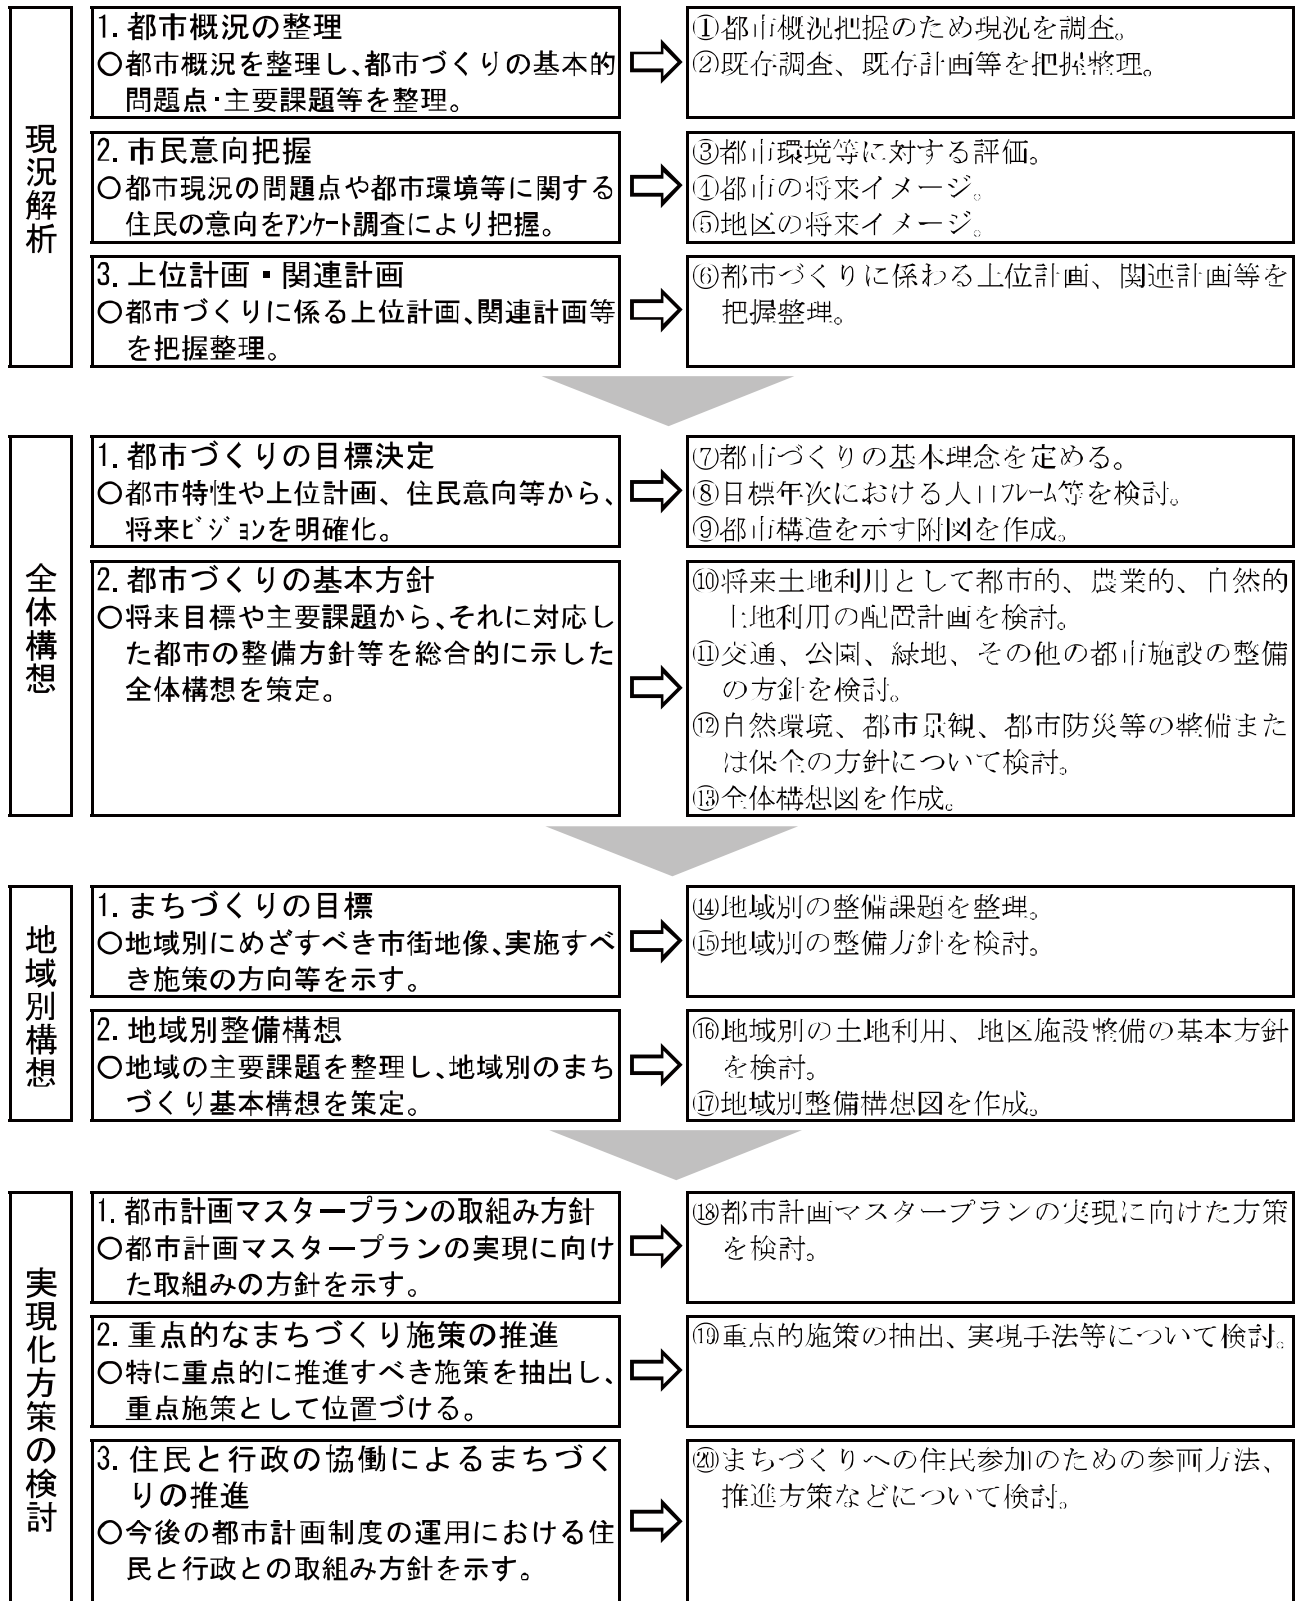 現況解析
1. 都市概況の整理
〇都市概況を整理し、都市づくりの基本的
問題点・主要課題等を整理。
①都市概況把握のため現況を調査。
②既存調査、既存計画等を把握整理。
2. 市民意向把握
〇都市現況の問題点や都市環境等に関する
住民の意向をアンケート調査により把握。
③都市環境等に対する評価。
④都市の将来イメージ。
⑤地区の将来イメージ。
3. 上位計画・関連計画
〇都市づくりに係る上位計画、関連計画等
を把握整理。
⑥都市づくりに係わる上位計画、関連計画等を
把握整理。
全体構想
1. 都市づくりの目標決定
〇都市特性や上位計画、住民意向等から、
将来ビジョンを明確化。
⑦都市づくりの基本理念を定める。
⑧目標年次における人口フレーム等を検討。
⑨都市構造を示す附図を作成。
2. 都市づくりの基本方針
〇将来目標や主要課題から、それに対応し
た都市の整備方針等を総合的に示した
全体構想を策定。
⑩将来土地利用として都市的、農業的、自然的
土地利用の配置計画を検討。
⑪交通、公園、緑地、その他の都市施設の整備
の方針を検討。
⑫自然環境、都市景観、都市防災等の整備また
は保全の方針について検討。
⑬全体構想図を作成。
地域別構想
1. まちづくりの目標
〇地域別にめざすべき市街地像、実施すべ
き施策の方向等を示す。
⑭地域別の整備課題を整理。
⑮地域別の整備方針を検討。
2. 地域別整備構想
〇地域の主要課題を整理し、地域別のまち
づくり基本構想を策定。
⑯地域別の土地利用、地区施設整備の基本方針
を検討。
⑰地域別整備構想図を作成。
実現化方策の検討
1. 都市計画マスタープランの取組み方針
〇都市計画マスタープランの実現に向け
た取組みの方針を示す。
⑱都市計画マスタープランの実現に向けた方策
を検討。
2. 重点的なまちづくり施策の推進
〇特に重点的に推進すべき施策を抽出し、
重点施策として位置づける。
⑲重点的施策の抽出、実現手法等について検討。
3. 住民と行政の協働によるまちづく
りの推進
〇今後の都市計画制度の運用における住
民と行政との取組み方針を示す。
⑳まちづくりへの住民参加のための参画方法、
推進方策などについて検討。